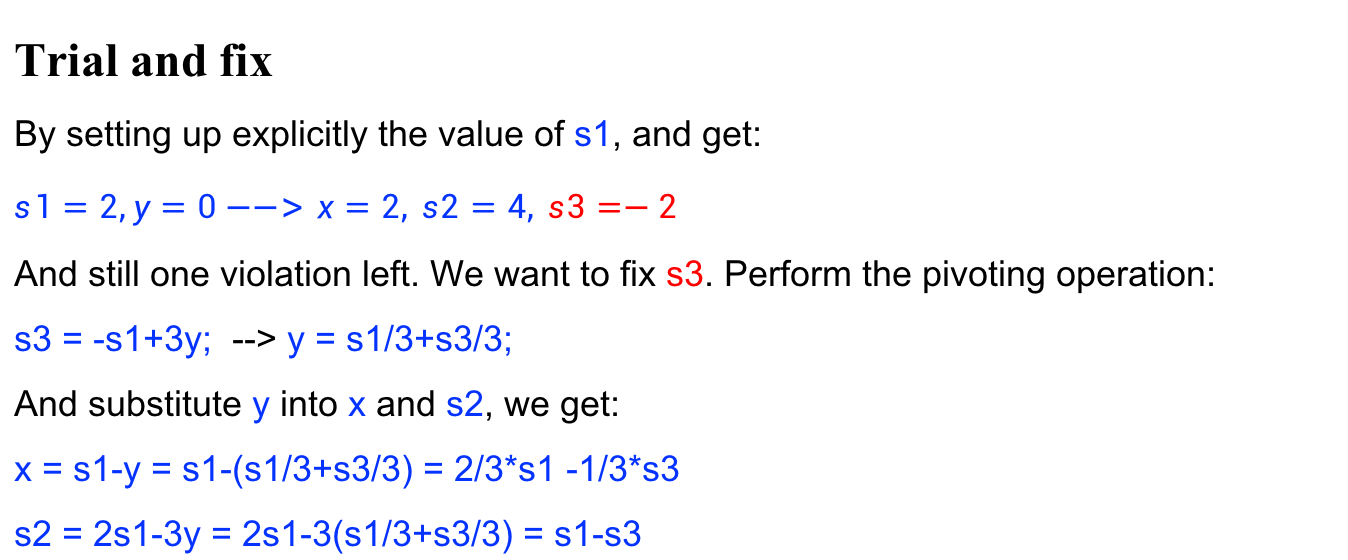 Trial and fix
By setting up explicitly the value of s1, and get:
s1 = 2, y = 0 −−> x = 2, s2 = 4, s3 =− 2
And still one violation left. We want to fix s3. Perform the pivoting operation:
s3 = -s1+3y;  --> y = s1/3+s3/3;
And substitute y into x and s2, we get:
x = s1-y = s1-(s1/3+s3/3) = 2/3*s1 -1/3*s3
s2 = 2s1-3y = 2s1-3(s1/3+s3/3) = s1-s3